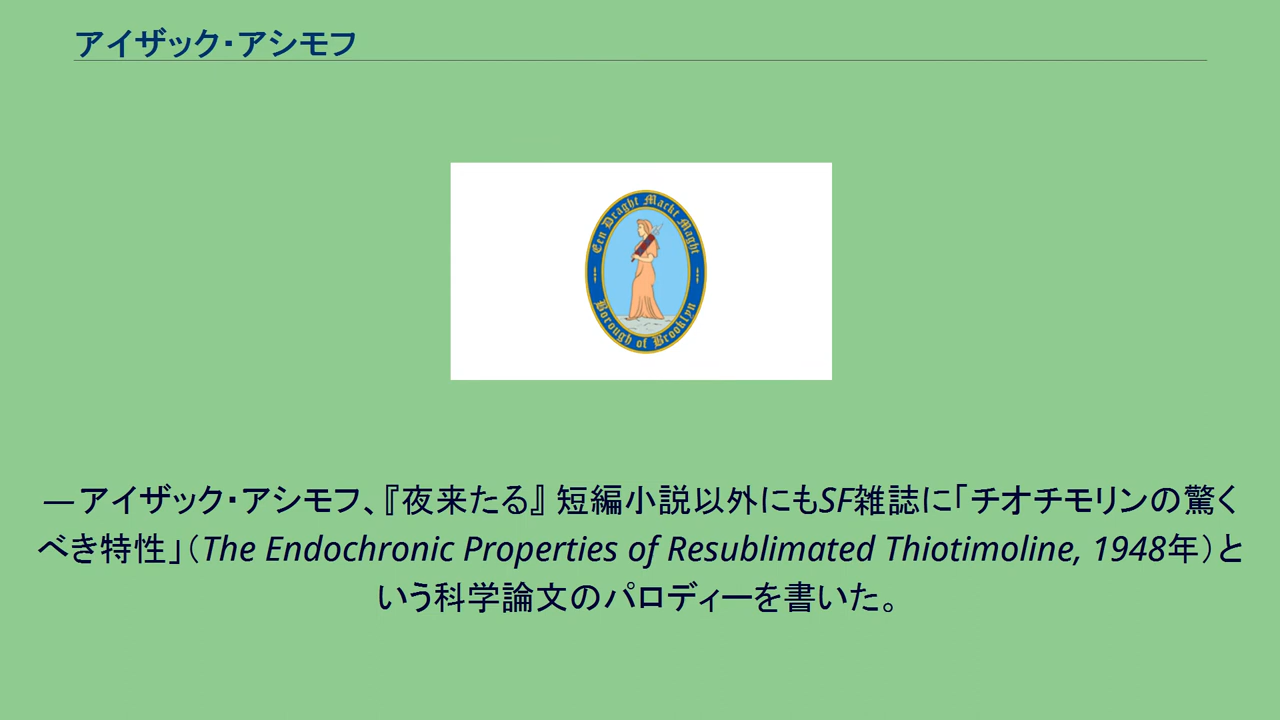 アイザック・アシモフ
Een Draght Mackt Maght
Borough of Brooklyn
—アイザック・アシモフ、『夜来たる』 短編小説以外にもSF雑誌に「チオチモリンの驚く
べき特性」（The Endochronic Properties of Resublimated Thiotimoline, 1948年）と
いう科学論文のパロディーを書いた。